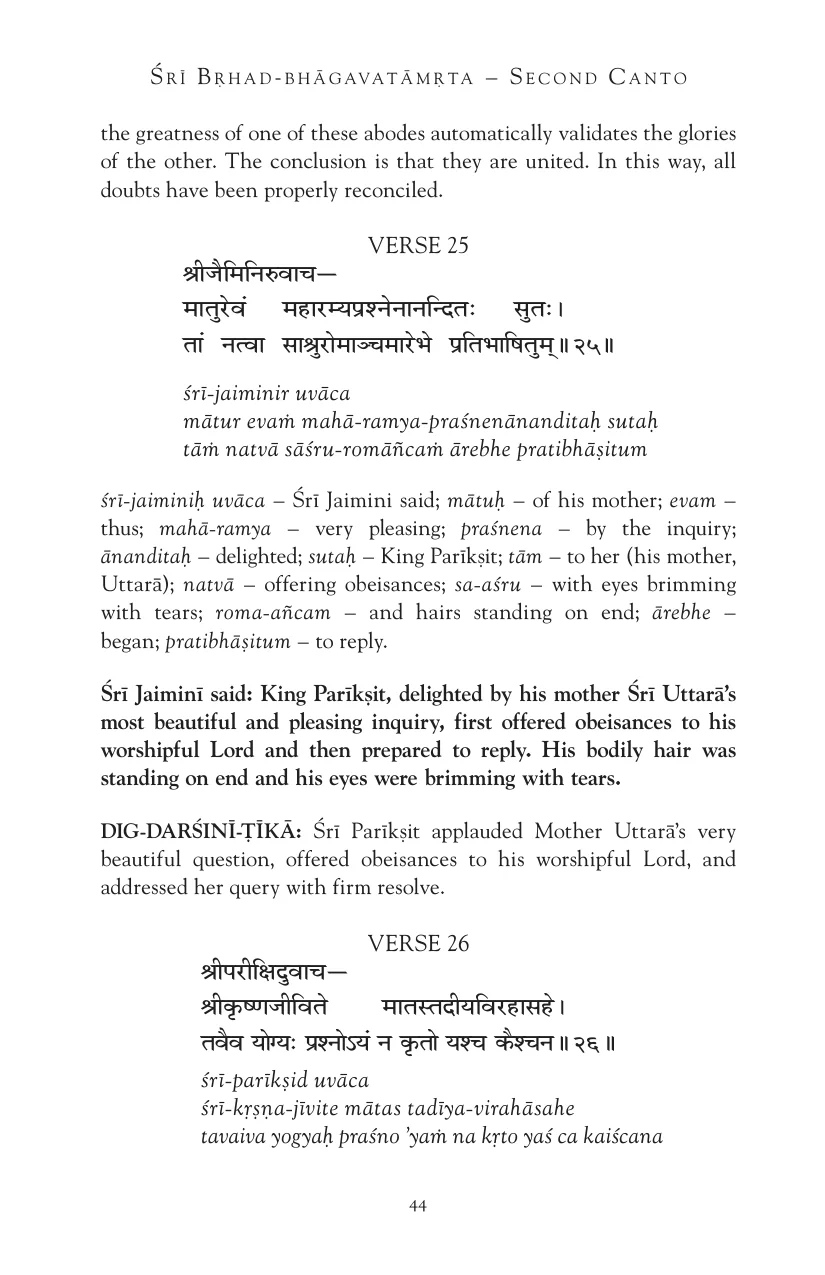 ŚRĪ BṚHAD-BHĀGAVATĀMṚTA – SECOND CANTO
the greatness of one of these abodes automatically validates the glories
of the other. The conclusion is that they are united. In this way, all
doubts have been properly reconciled.
VERSE 25
श्रीजैमिनिरुवाच—
मातुरेवं महारम्यप्रश्नेनानन्दितः सुतः।
तां नत्वा साश्रुरोमाञ्चमारेभे प्रतिभाषितुम्॥२५॥
śrī-jaiminir uvāca
mātur evaṁ mahā-ramya-praśnenānanditaḥ sutaḥ
tāṁ natvā sāśru-romāñcaṁ ārebhe pratibhāṣitum
śrī-jaiminiḥ uvāca – Śrī Jaimini said; mātuḥ – of his mother; evam –
thus; mahā-ramya – very pleasing; praśnena – by the inquiry;
ānanditaḥ – delighted; sutaḥ – King Parīkṣit; tām – to her (his mother,
Uttarā); natvā – offering obeisances; sa-aśru – with eyes brimming
with tears; roma-añcam – and hairs standing on end; ārebhe –
began; pratibhāṣitum – to reply.
Śrī Jaiminī said: King Parīkṣit, delighted by his mother Śrī Uttarā’s
most beautiful and pleasing inquiry, first offered obeisances to his
worshipful Lord and then prepared to reply. His bodily hair was
standing on end and his eyes were brimming with tears.
DIG-DARŚINĪ-ṬĪKĀ: Śrī Parīkṣit applauded Mother Uttarā’s very
beautiful question, offered obeisances to his worshipful Lord, and
addressed her query with firm resolve.
VERSE 26
श्रीपरीक्षिदुवाच—
श्रीकृष्णजीविते मातस्तदीयविरहासहे।
तवैव योग्यः प्रश्नोऽयं न कृतो यश्च कैश्चन॥२६॥
śrī-parīkṣid uvāca
śrī-kṛṣṇa-jīvite mātas tadīya-virahāsahe
tavaiva yogyaḥ praśno ’yaṁ na kṛto yaś ca kaiścana
44